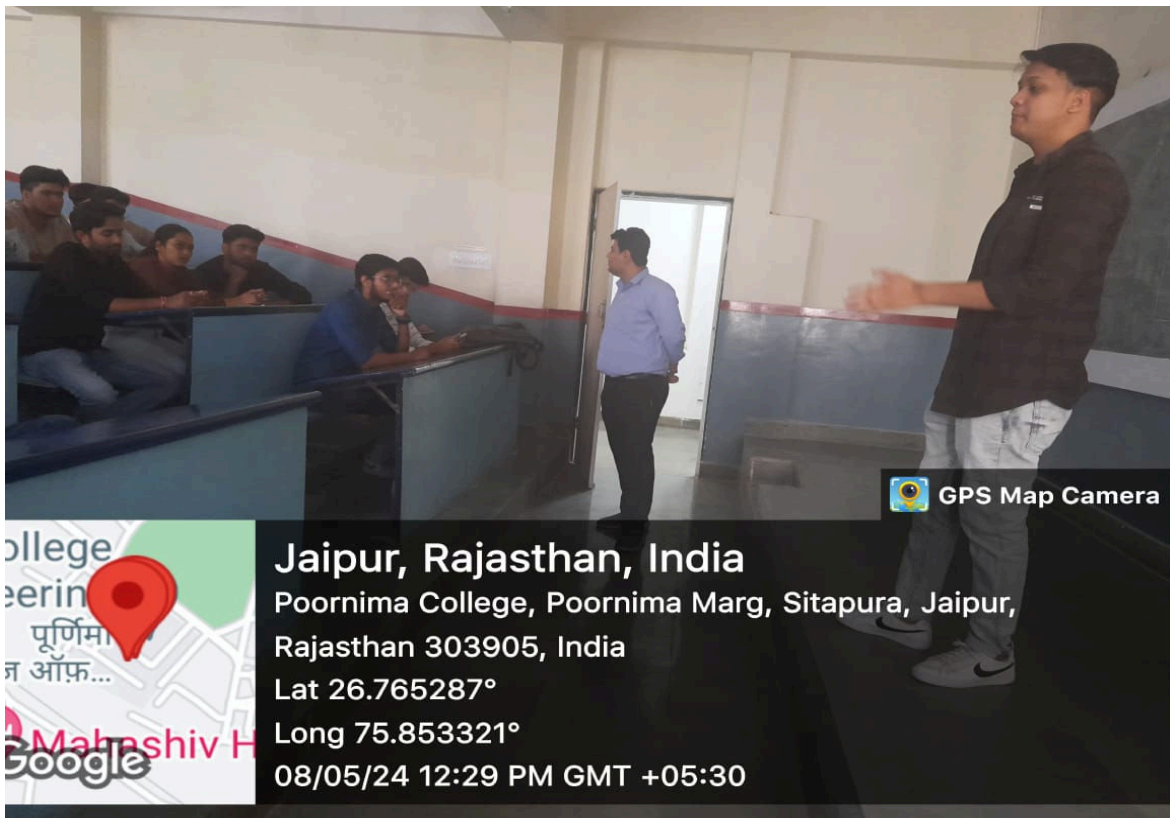 GPS Map Camera
ollege
eerin
पूर्णिमा
न ऑफ़...
Mahashiv H
Google
Jaipur, Rajasthan, India
Poornima College, Poornima Marg, Sitapura, Jaipur,
Rajasthan 303905, India
Lat 26.765287°
Long 75.853321°
08/05/24 12:29 PM GMT +05:30